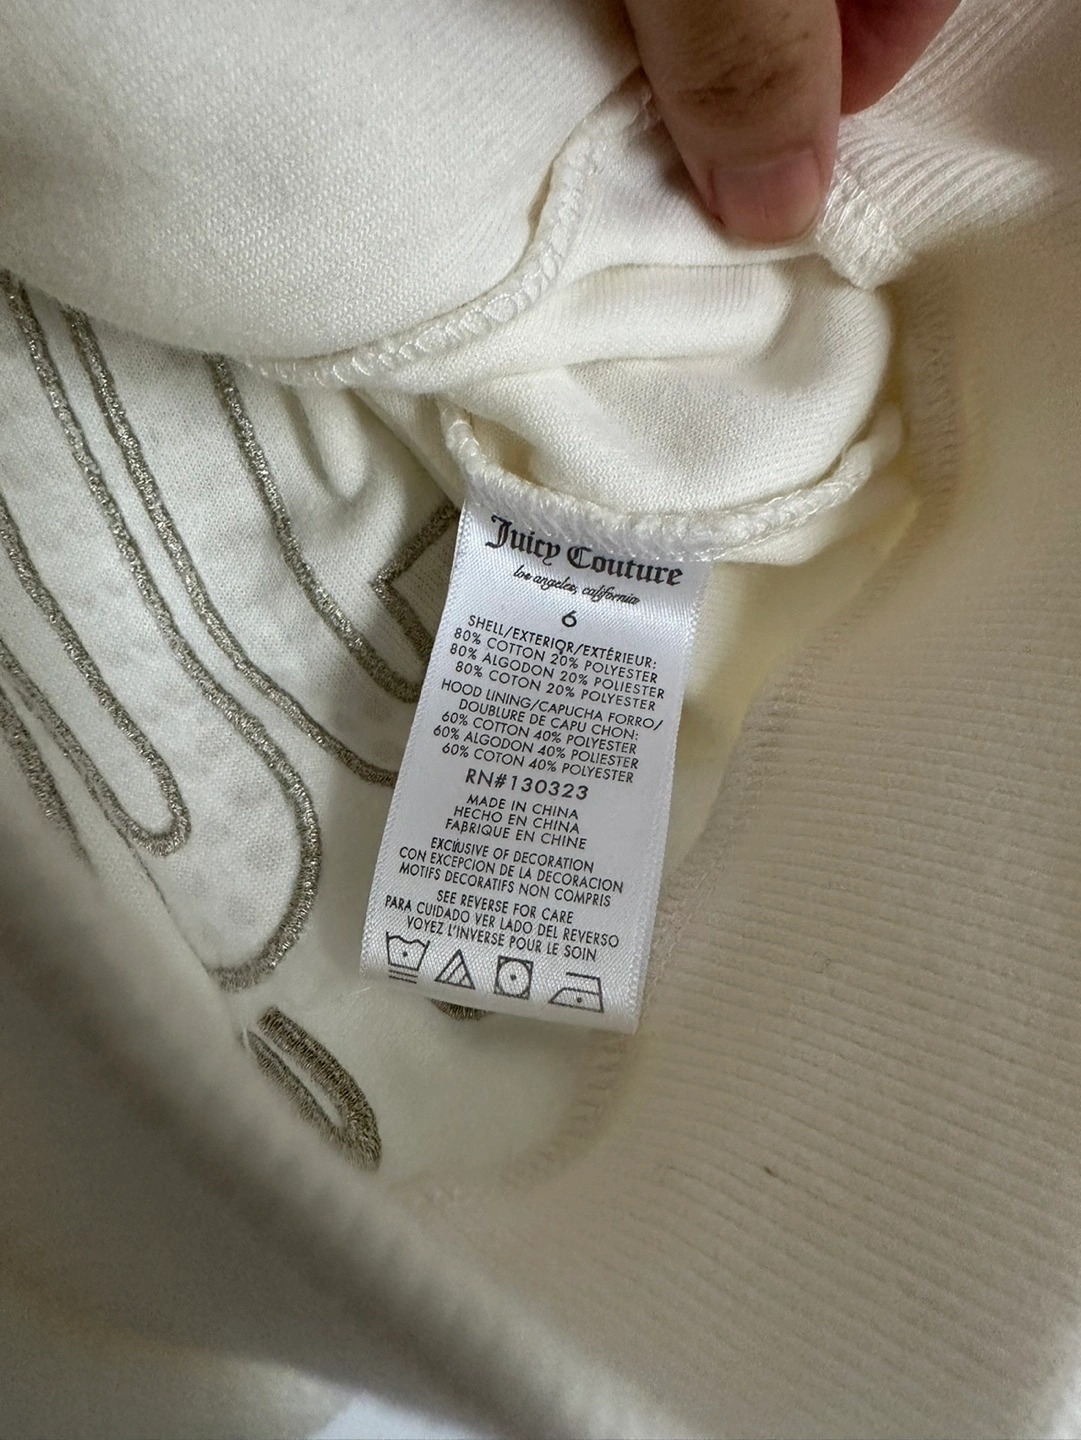 Juicy Couture
los angeles, california
6
SHELL/EXTERIOR/EXTÉRIEUR:
80% COTTON 20% POLYESTER
80% ALGODON 20% POLIESTER
80% COTON 20% POLYESTER
HOOD LINING/CAPUCHA FORRO/
DOUBLURE DE CAPU CHON:
60% COTTON 40% POLYESTER
60% ALGODON 40% POLIESTER
60% COTON 40% POLYESTER
RN#130323
MADE IN CHINA
HECHO EN CHINA
FABRIQUE EN CHINE
EXCIUSIVE OF DECORATION
CON EXCEPCION DE LA DECORACION
MOTIFS DECORATIFS NON COMPRIS
SEE REVERSE FOR CARE
PARA CUIDADO VER LADO DEL REVERSO
VOYEZ L'INVERSE POUR LE SOIN